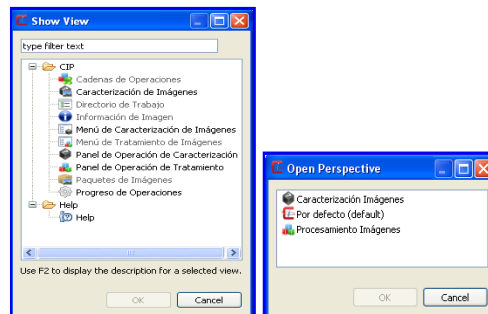 Show View
type filter text
CIP
Cadenas de Operaciones
Caracterización de Imágenes
Directorio de Trabajo
Información de Imagen
Menú de Caracterización de Imágenes
Menú de Tratamiento de Imágenes
Panel de Operación de Caracterización
Panel de Operación de Tratamiento
Paquetes de Imágenes
Progreso de Operaciones
Help
Help
Use F2 to display the description for a selected view.
OK
Cancel
Open Perspective
Caracterización Imágenes
Por defecto (default)
Procesamiento Imágenes
OK
Cancel